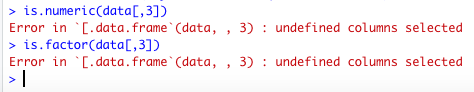 > is.numeric(data[,3])
Error in `[.data.frame`(data, , 3) : undefined columns selected
> is.factor(data[,3])
Error in `[.data.frame`(data, , 3) : undefined columns selected
>